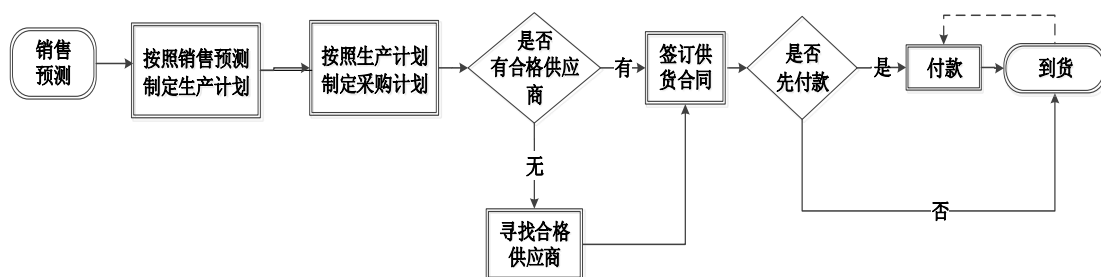 销售
预测
按照销售预测
制定生产计划
按照生产计划
制定采购计划
是否
有合格供应
商
有
签订供
货合同
是否
先付款
是
付款
到货
无
寻找合格
供应商
否